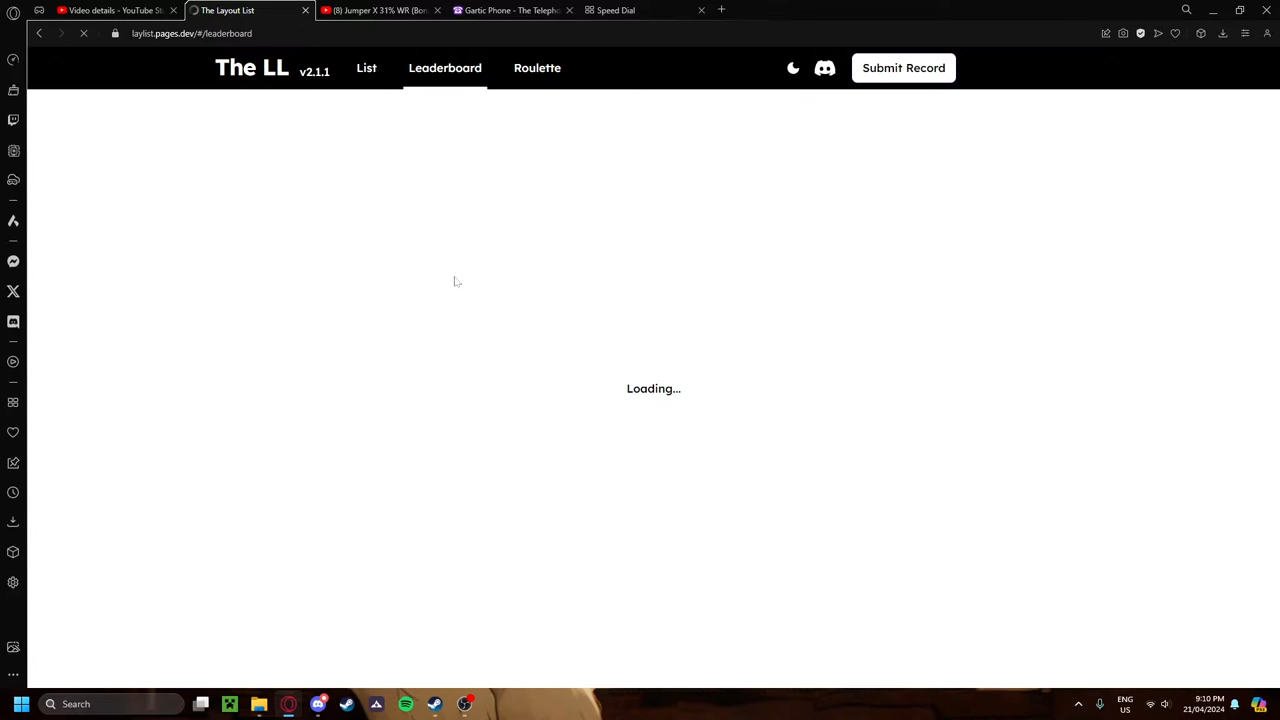 Video details - YouTube St
The Layout List
(8) Jumper X 31% WR (Bon
Gartic Phone - The Telepho
Speed Dial
laylist.pages.dev/#/leaderboard
The LL v2.1.1
List
Leaderboard
Roulette
Submit Record
Loading...
Search
ENG
US
9:10 PM
21/04/2024